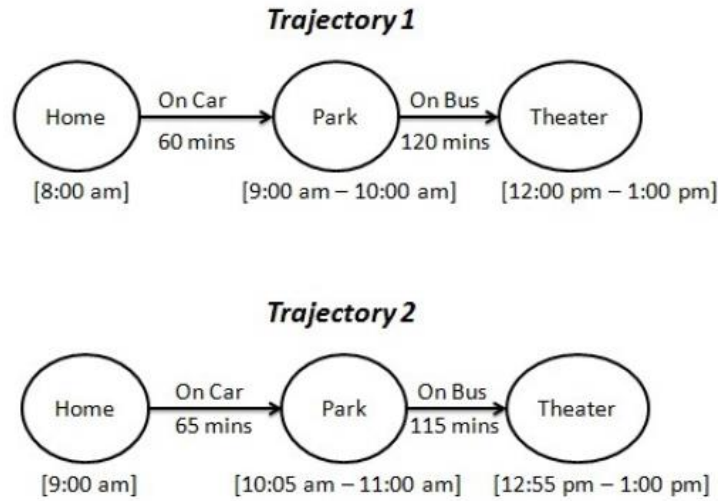 Trajectory 1
On Car
On Bus
Home
Park
Theater
60 mins
120 mins
[8:00 am]
[9:00 am – 10:00 am]
[12:00 pm – 1:00 pm]
Trajectory 2
On Car
On Bus
Home
Park
Theater
65 mins
115 mins
[9:00 am]
[10:05 am – 11:00 am]
[12:55 pm – 1:00 pm]